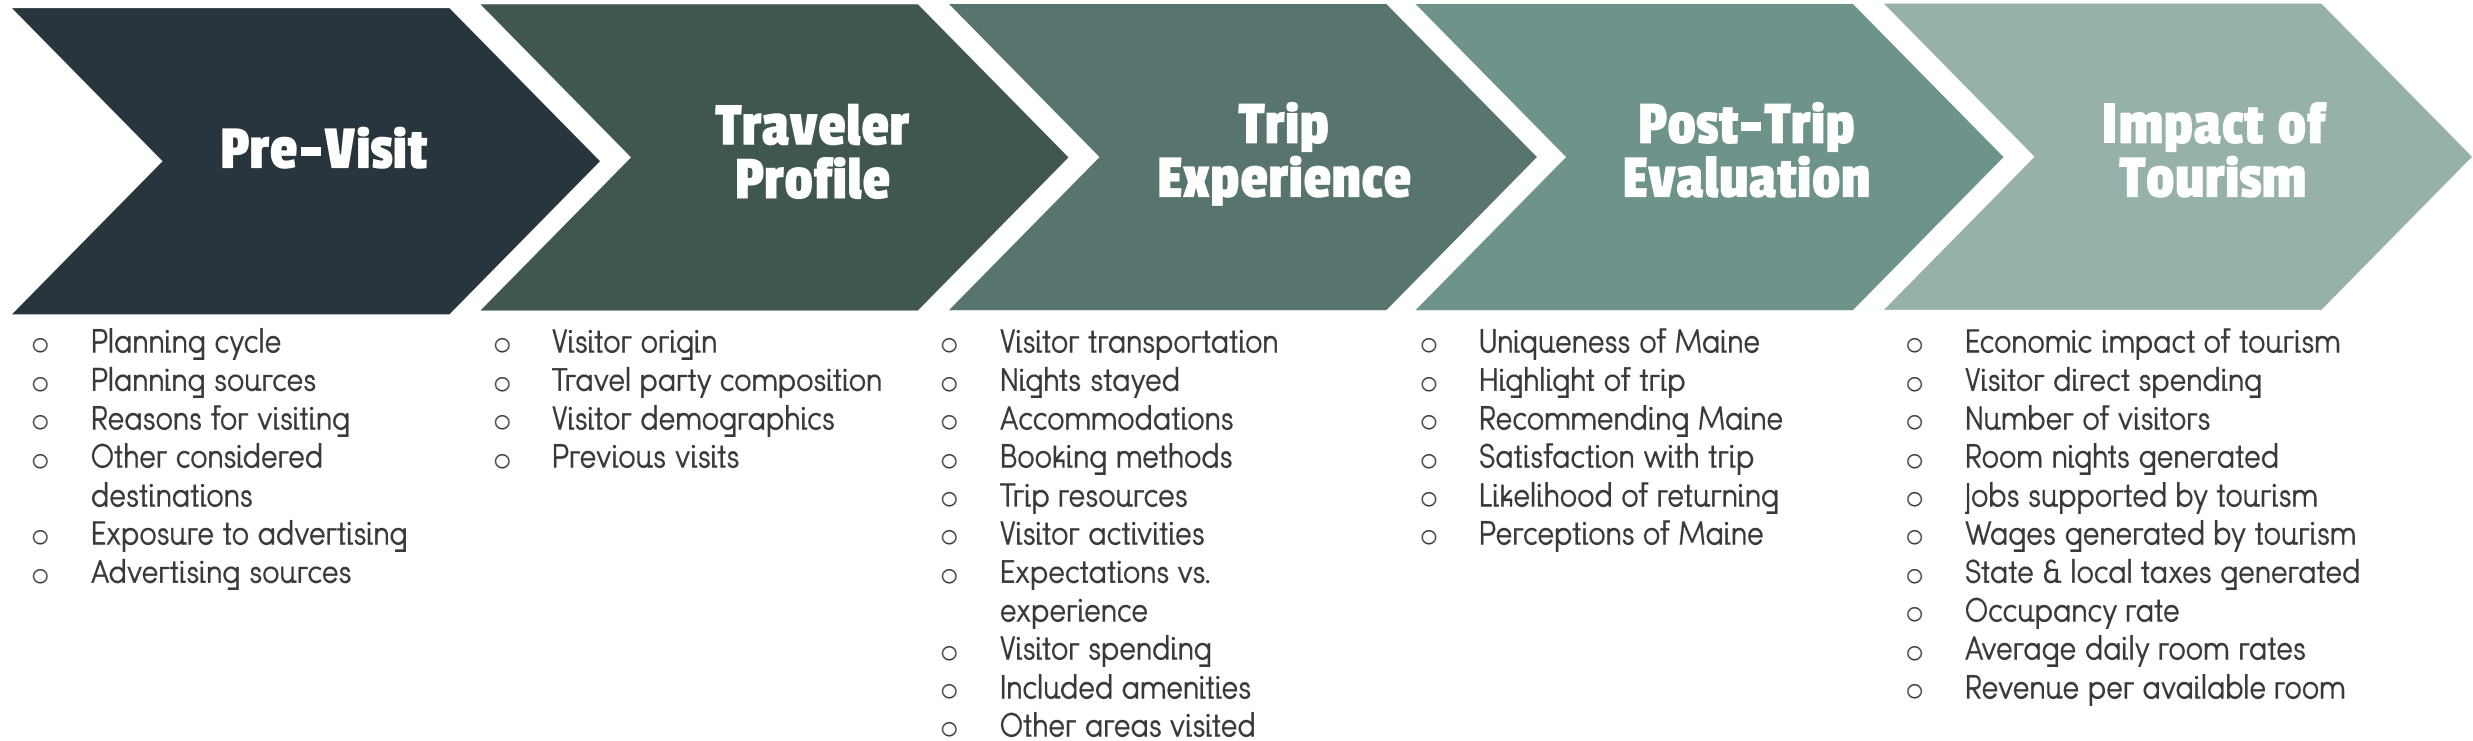 Pre-Visit
Traveler
Profile
Trip
Experience
Post-Trip
Evaluation
Impact of
Tourism
Planning cycle
Planning sources
Reasons for visiting
Other considered
destinations
Exposure to advertising
Advertising sources
Visitor origin
Travel party composition
Visitor demographics
Previous visits
Visitor transportation
Nights stayed
Accommodations
Booking methods
Trip resources
Visitor activities
Expectations vs.
experience
Visitor spending
Included amenities
Other areas visited
Uniqueness of Maine
Highlight of trip
Recommending Maine
Satisfaction with trip
Likelihood of returning
Perceptions of Maine
Economic impact of tourism
Visitor direct spending
Number of visitors
Room nights generated
Jobs supported by tourism
Wages generated by tourism
State & local taxes generated
Occupancy rate
Average daily room rates
Revenue per available room